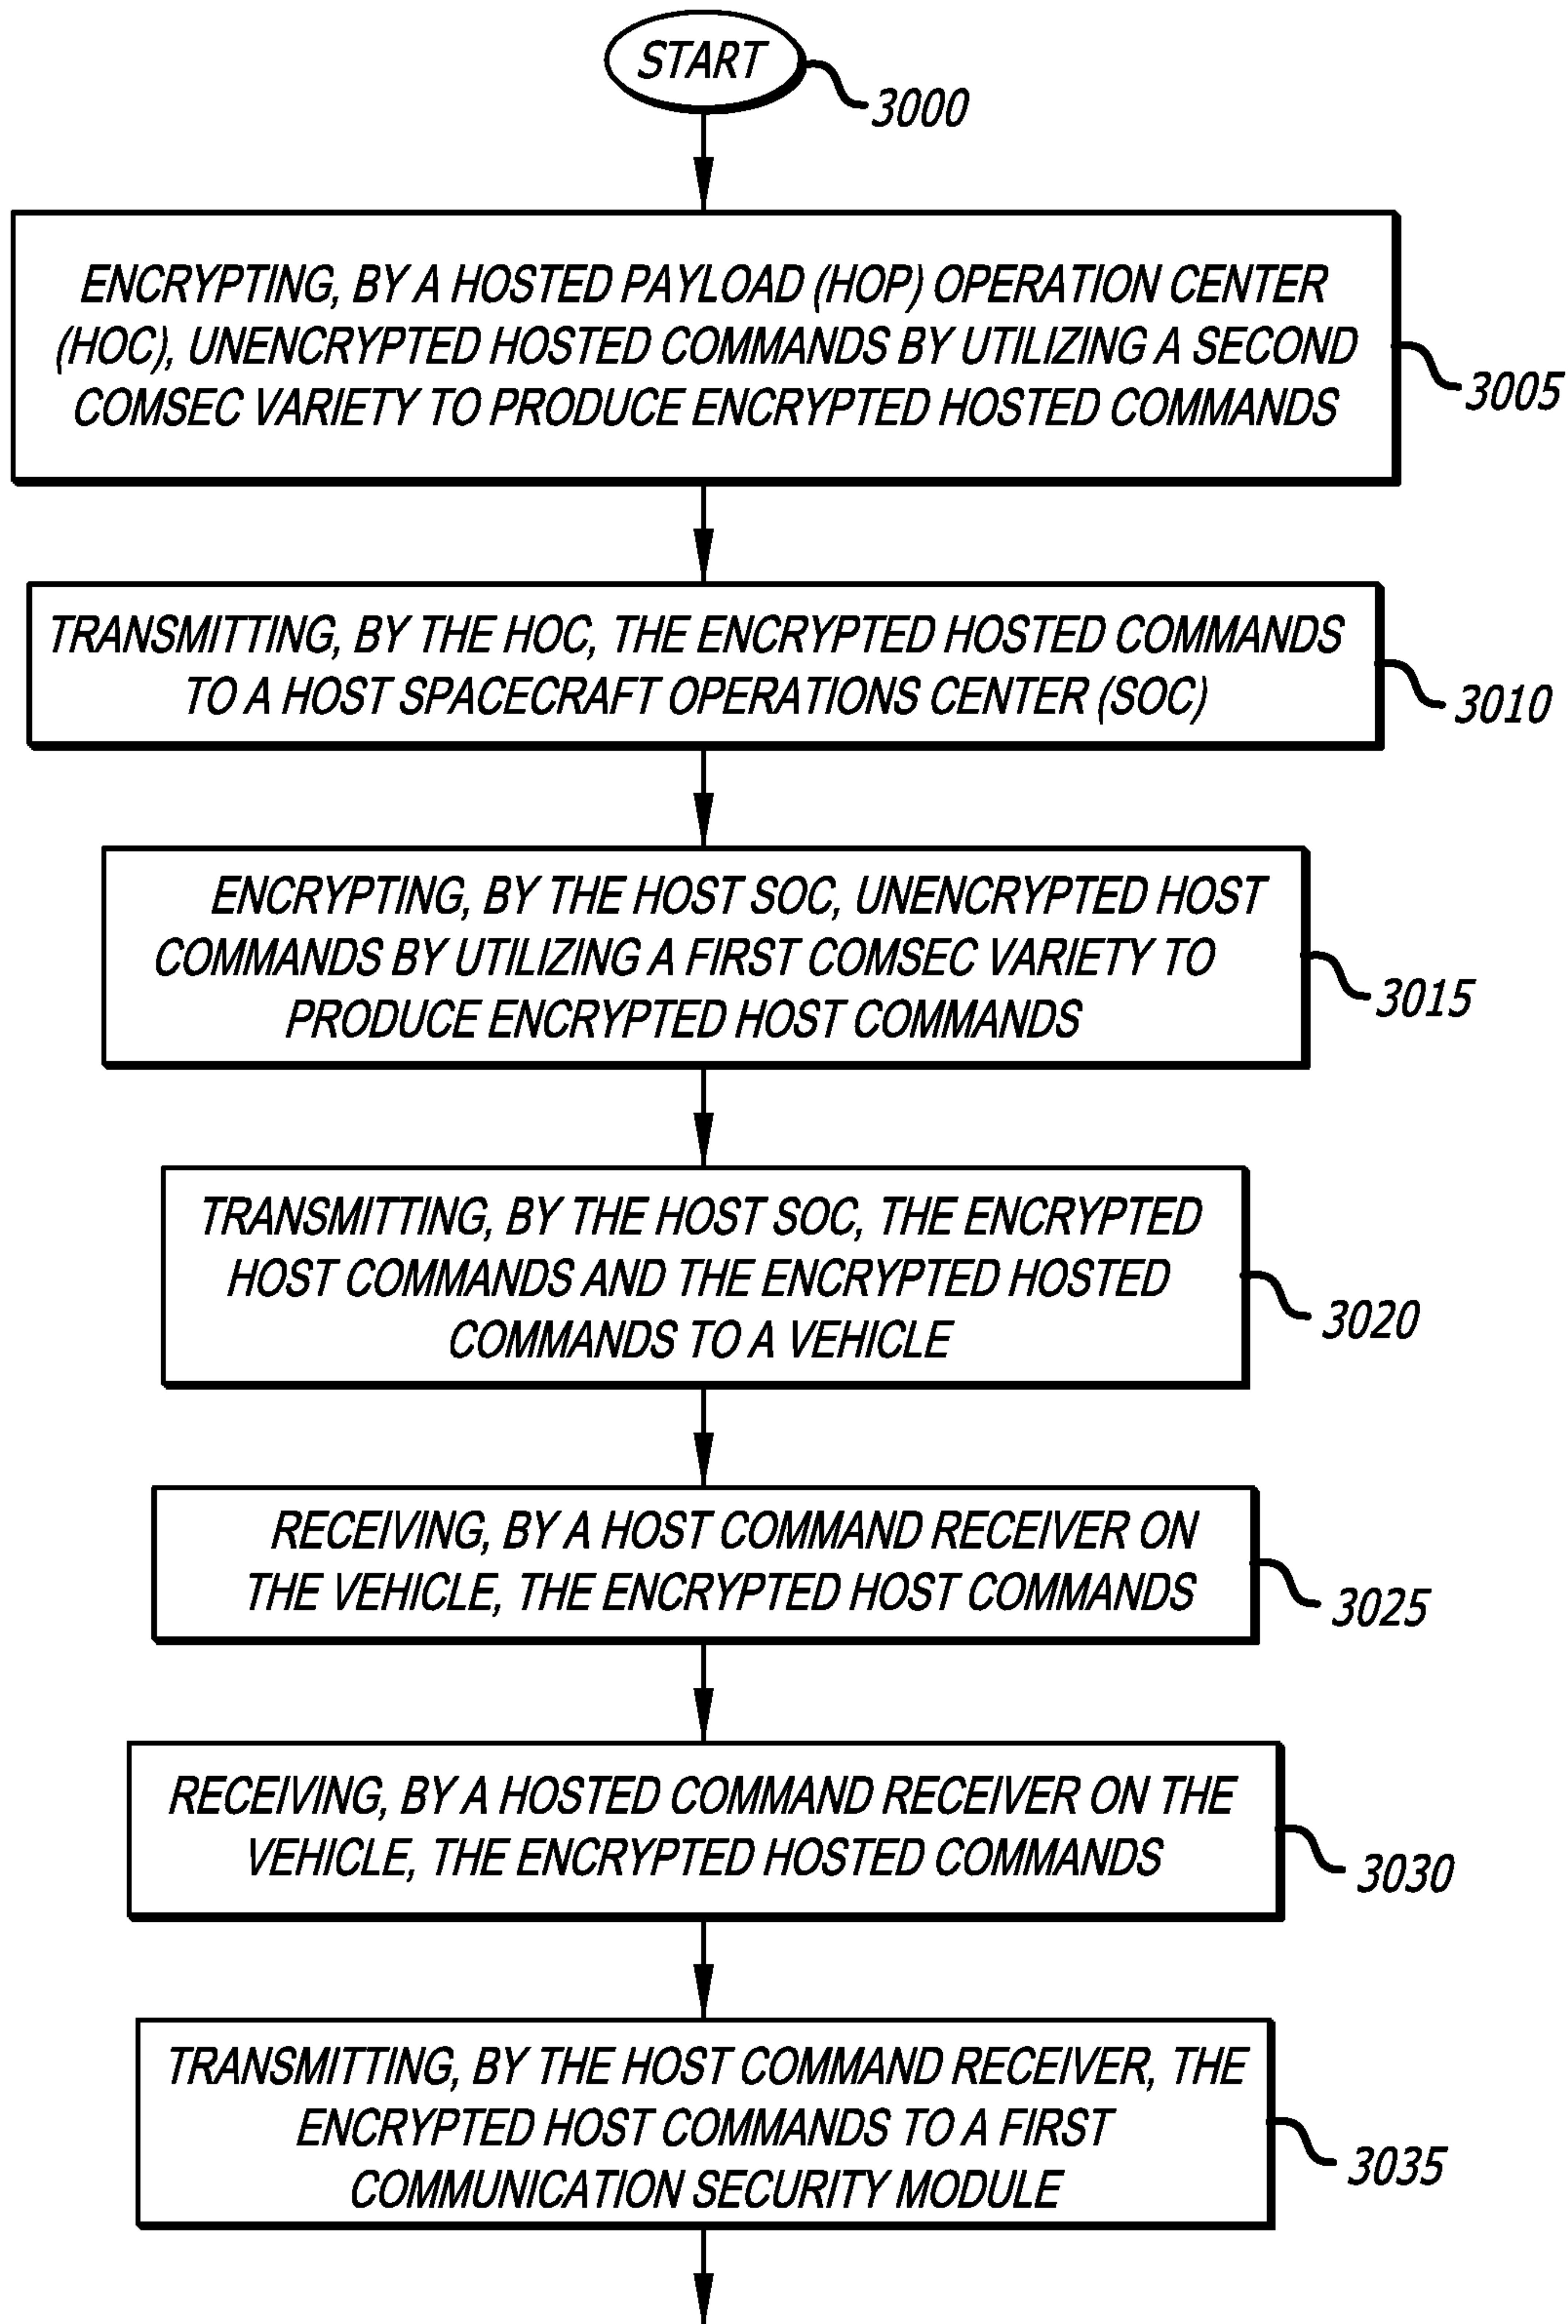 START
3000
ENCRYPTING, BY A HOSTED PAYLOAD (HOP) OPERATION CENTER
(HOC), UNENCRYPTED HOSTED COMMANDS BY UTILIZING A SECOND
COMSEC VARIETY TO PRODUCE ENCRYPTED HOSTED COMMANDS
3005
TRANSMITTING, BY THE HOC, THE ENCRYPTED HOSTED COMMANDS
TO A HOST SPACECRAFT OPERATIONS CENTER (SOC)
3010
ENCRYPTING, BY THE HOST SOC, UNENCRYPTED HOST
COMMANDS BY UTILIZING A FIRST COMSEC VARIETY TO
PRODUCE ENCRYPTED HOST COMMANDS
3015
TRANSMITTING, BY THE HOST SOC, THE ENCRYPTED
HOST COMMANDS AND THE ENCRYPTED HOSTED
COMMANDS TO A VEHICLE
3020
RECEIVING, BY A HOST COMMAND RECEIVER ON
THE VEHICLE, THE ENCRYPTED HOST COMMANDS
3025
RECEIVING, BY A HOSTED COMMAND RECEIVER ON THE
VEHICLE, THE ENCRYPTED HOSTED COMMANDS
3030
TRANSMITTING, BY THE HOST COMMAND RECEIVER, THE
ENCRYPTED HOST COMMANDS TO A FIRST
COMMUNICATION SECURITY MODULE
3035